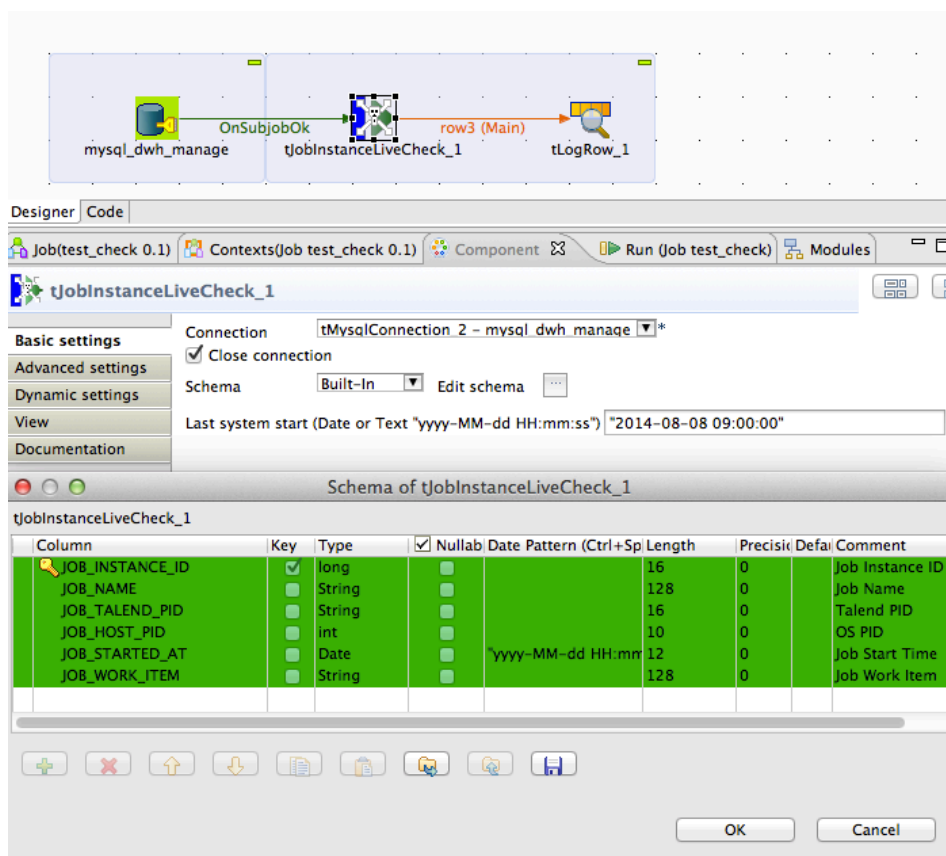 OnSubjobOk
row3 (Main)
mysql_dwh_manage
tJobInstanceLiveCheck_1
tLogRow_1
Designer Code
Job(test_check 0.1) Contexts(Job test_check 0.1) Component Run (Job test_check) Modules
tJobInstanceLiveCheck_1
Basic settings
Advanced settings
Dynamic settings
View
Documentation
Connection tMysqlConnection_2 - mysql_dwh_manage *
Close connection
Schema Built-In Edit schema ...
Last system start (Date or Text "yyyy-MM-dd HH:mm:ss") "2014-08-08 09:00:00"
Schema of tJobInstanceLiveCheck_1
tJobInstanceLiveCheck_1
Column Key Type Nullab Date Pattern (Ctrl+Sp Length Precisic Defau Comment
JOB_INSTANCE_ID long 16 0 Job Instance ID
JOB_NAME String 128 0 Job Name
JOB_TALEND_PID String 16 0 Talend PID
JOB_HOST_PID int 10 0 OS PID
JOB_STARTED_AT Date "yyyy-MM-dd HH:mm 12 0 Job Start Time
JOB_WORK_ITEM String 128 0 Job Work Item
OK Cancel